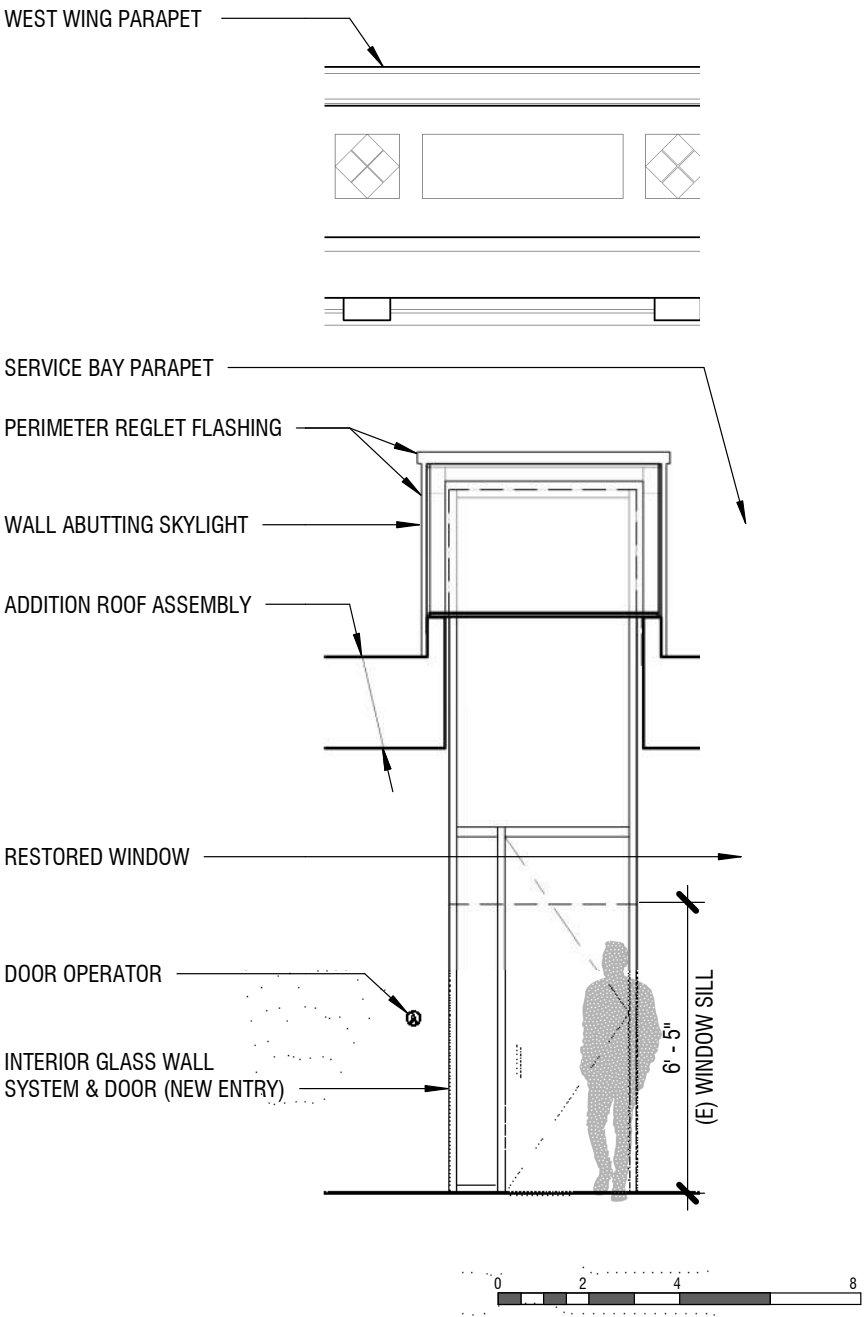 WEST WING PARAPET
SERVICE BAY PARAPET
PERIMETER REGLET FLASHING
WALL ABUTTING SKYLIGHT
ADDITION ROOF ASSEMBLY
RESTORED WINDOW
DOOR OPERATOR
INTERIOR GLASS WALL
SYSTEM & DOOR (NEW ENTRY)
6' - 5"
(E) WINDOW SILL
0 2 4 8